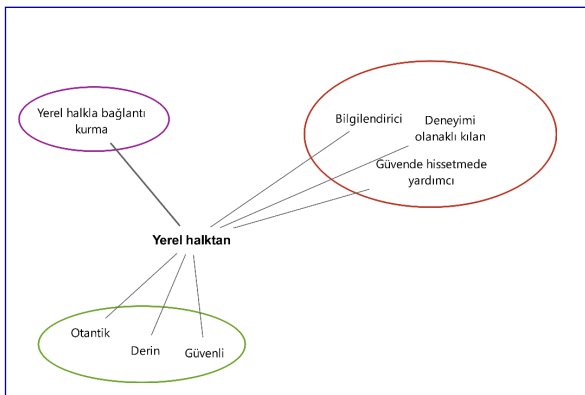 Yerel halkla bağlantı
kurma
Bilgilendirici
Deneyimi
olanaklı kılan
Güvende hissetmede
yardımcı
Yerel halktan
Otantik
Derin
Güvenli